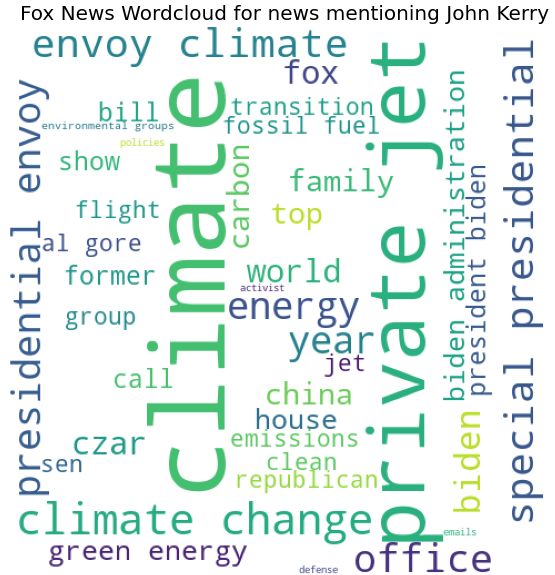 Fox News Wordcloud for news mentioning John Kerry
envoy climate
fox
private jet
special presidential
presidential envoy
climate
bill
transition
environmental groups
fossil fuel
policies
show
carbon
family
biden administration
president biden
flight
top
al gore
former
world
activist
energy
group
year
jet
call
china
house
czar
emissions
biden
sen
clean
republican
climate change
emails
green energy
office
defense